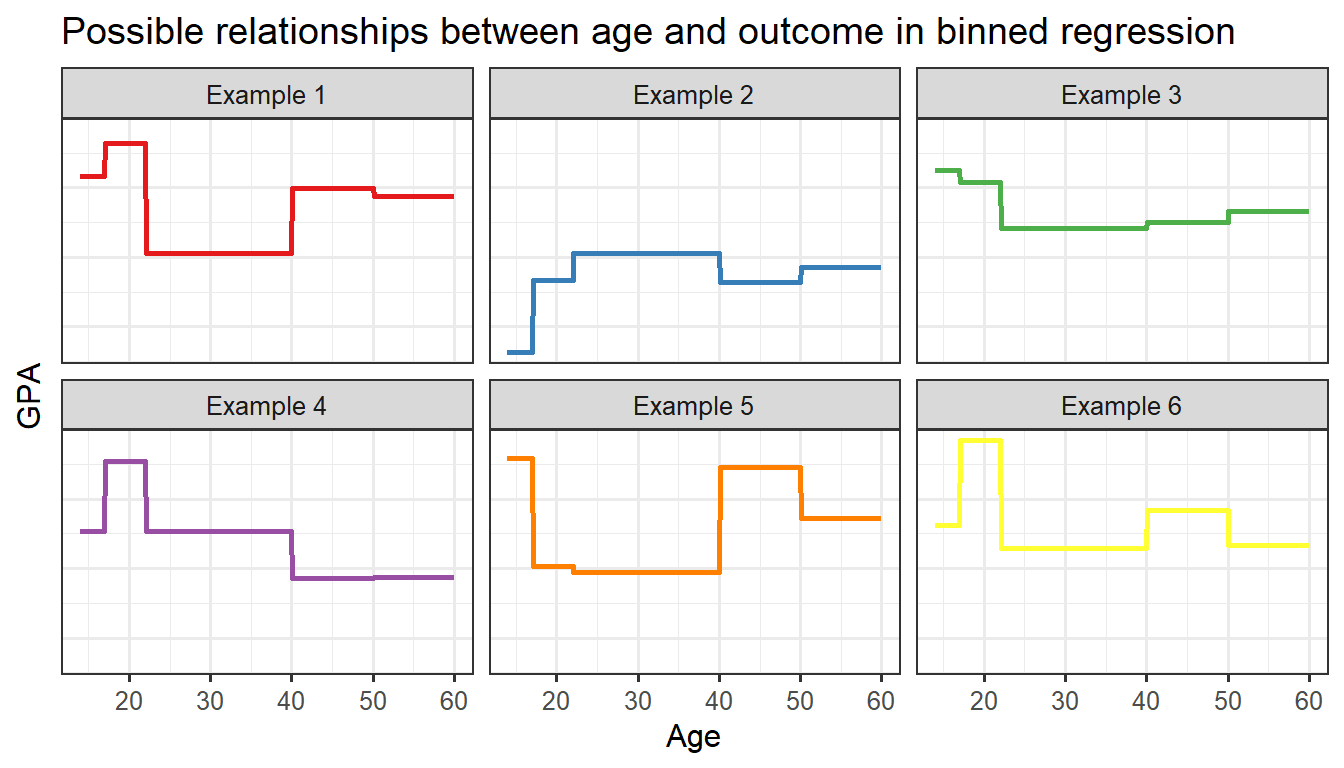 Possible relationships between age and outcome in binned regression
Example 1
Example 2
Example 3
GPA
Example 4
Example 5
Example 6
20 30 40 50 60 20 30 40 50 60 20 30 40 50 60
Age